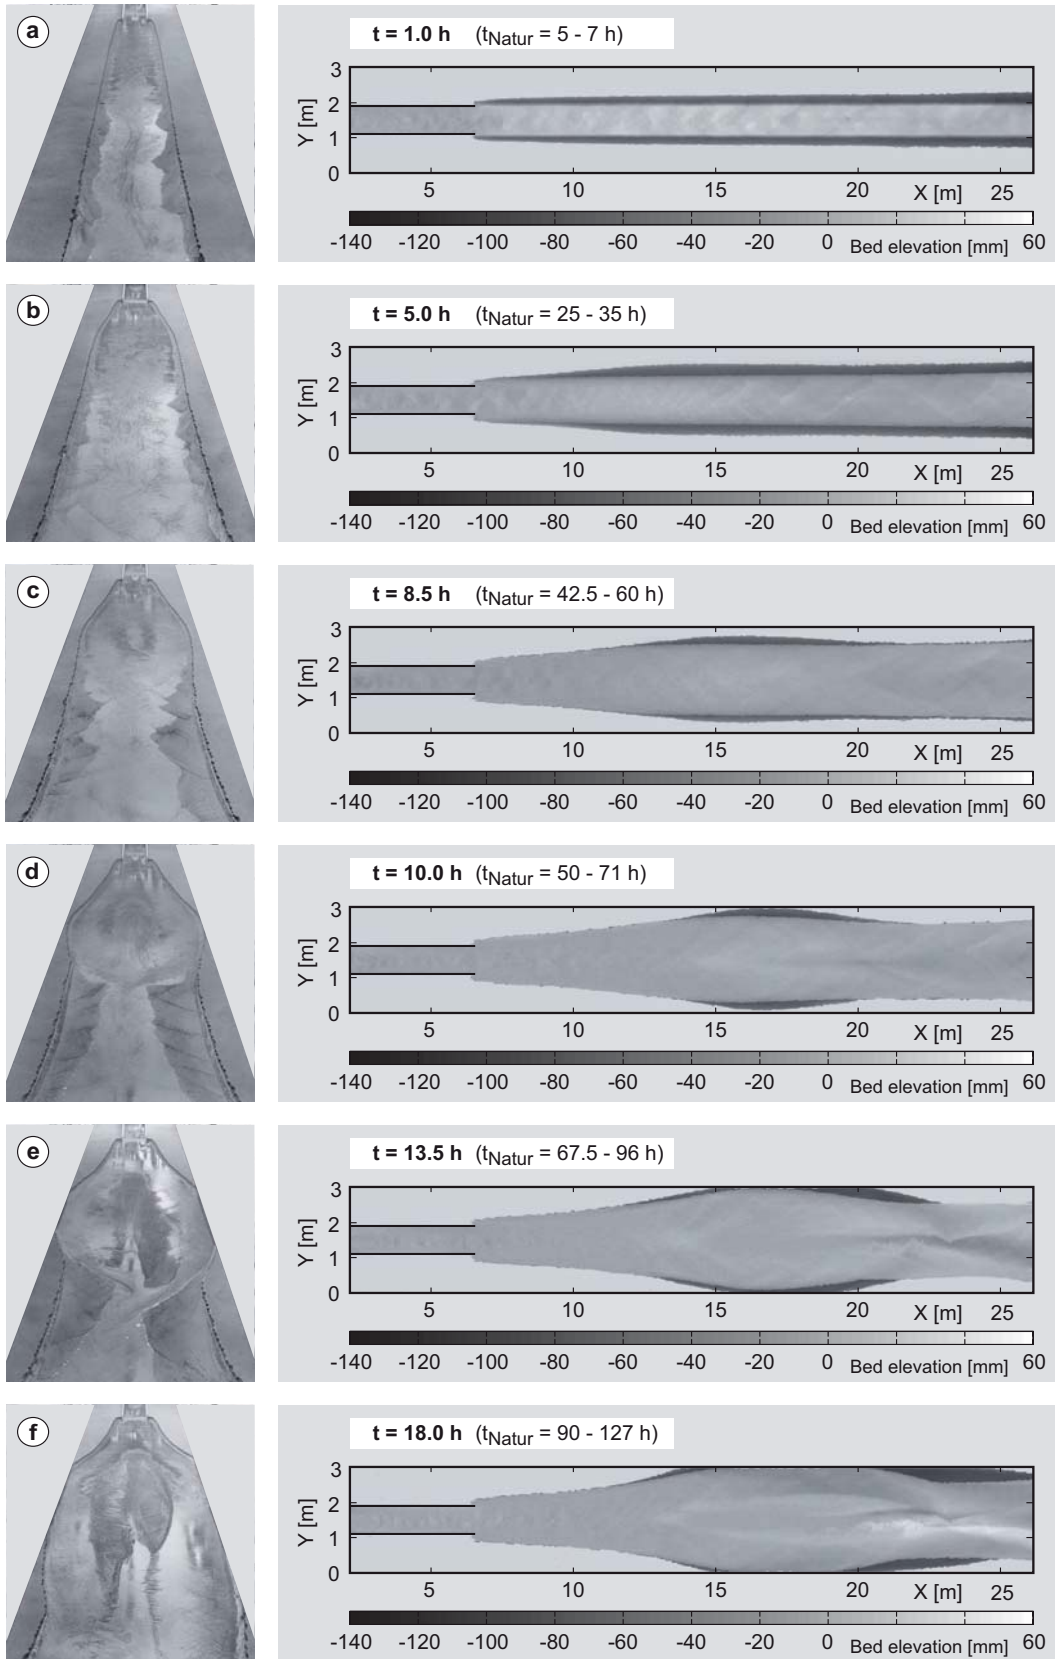 a
t = 1.0 h (tNatur = 5 - 7 h)
3
2
1
0
Y [m]
5 10 15 20 X [m] 25
-140 -120 -100 -80 -60 -40 -20 0 Bed elevation [mm] 60
b
t = 5.0 h (tNatur = 25 - 35 h)
3
2
1
0
Y [m]
5 10 15 20 X [m] 25
-140 -120 -100 -80 -60 -40 -20 0 Bed elevation [mm] 60
c
t = 8.5 h (tNatur = 42.5 - 60 h)
3
2
1
0
Y [m]
5 10 15 20 X [m] 25
-140 -120 -100 -80 -60 -40 -20 0 Bed elevation [mm] 60
d
t = 10.0 h (tNatur = 50 - 71 h)
3
2
1
0
Y [m]
5 10 15 20 X [m] 25
-140 -120 -100 -80 -60 -40 -20 0 Bed elevation [mm] 60
e
t = 13.5 h (tNatur = 67.5 - 96 h)
3
2
1
0
Y [m]
5 10 15 20 X [m] 25
-140 -120 -100 -80 -60 -40 -20 0 Bed elevation [mm] 60
f
t = 18.0 h (tNatur = 90 - 127 h)
3
2
1
0
Y [m]
5 10 15 20 X [m] 25
-140 -120 -100 -80 -60 -40 -20 0 Bed elevation [mm] 60